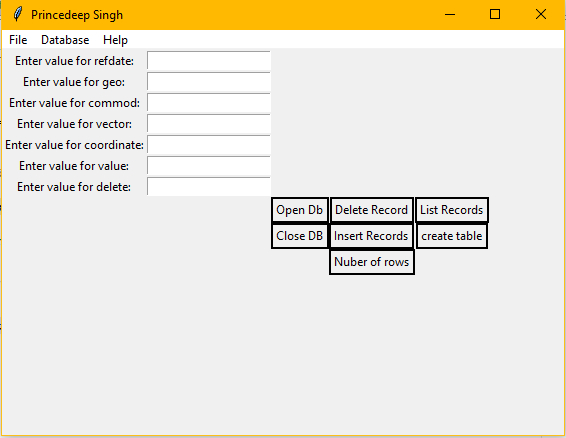 Princedeep Singh
File Database Help
Enter value for refdate:
Enter value for geo:
Enter value for commod:
Enter value for vector:
Enter value for coordinate:
Enter value for value:
Enter value for delete:
Open Db Delete Record List Records
Close DB Insert Records create table
Nuber of rows